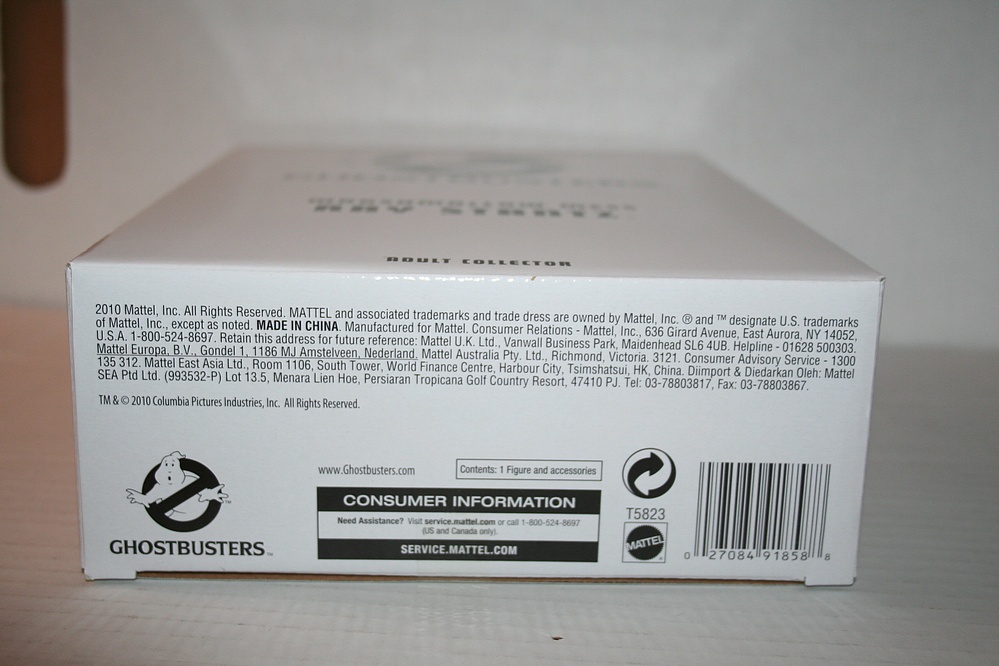 GHOSTBUSTERS
MARSHMALLOW MESS
RAY STANTZ
ADULT COLLECTOR
2010 Mattel, Inc. All Rights Reserved. MATTEL and associated trademarks and trade dress are owned by Mattel, Inc. ® and ™ designate U.S. trademarks
of Mattel, Inc., except as noted. MADE IN CHINA. Manufactured for Mattel. Consumer Relations - Mattel, Inc., 636 Girard Avenue, East Aurora, NY 14052,
U.S.A. 1-800-524-8697. Retain this address for future reference: Mattel U.K. Ltd., Vanwall Business Park, Maidenhead SL6 4UB. Helpline - 01628 500303.
Mattel Europa, B.V., Gondel 1, 1186 MJ Amstelveen, Nederland. Mattel Australia Pty. Ltd., Richmond, Victoria. 3121. Consumer Advisory Service - 1300
135 312. Mattel East Asia Ltd., Room 1106, South Tower, World Finance Centre, Harbour City, Tsimshatsui, HK, China. Diimport & Diedarkan Oleh: Mattel
SEA Ptd Ltd. (993532-P) Lot 13.5, Menara Lien Hoe, Persiaran Tropicana Golf Country Resort, 47410 PJ. Tel: 03-78803817, Fax: 03-78803867.
TM & © 2010 Columbia Pictures Industries, Inc. All Rights Reserved.
TM
GHOSTBUSTERS™
www.Ghostbusters.com
Contents: 1 Figure and accessories
CONSUMER INFORMATION
Need Assistance? Visit service.mattel.com or call 1-800-524-8697
(US and Canada only).
SERVICE.MATTEL.COM
T5823
MATTEL
0 27084 91858 8